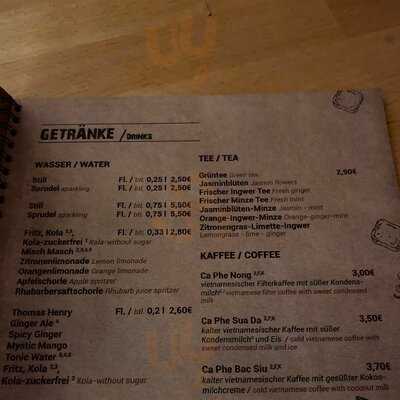 GETRÄNKE / DRINKS
WASSER / WATER
Still Fl. / btl. 0,25 l 2,50€
Sprudel sparkling Fl. / btl. 0,25 l 2,50€
Still Fl. / btl. 0,75 l 5,50€
Sprudel sparkling Fl. / btl. 0,75 l 5,50€
Fritz, Kola Fl. / btl. 0,33 l 2,80€
Kola-zuckerfrei Kola-without sugar
Misch Masch
Zitronenlimonade Lemon limonade
Orangenlimonade Orange limonade
Apfelschorle Apple spritzer
Rhabarbersaftschorle Rhubarb juice spritzer
Thomas Henry Fl. / btl. 0,2 l 2,60€
Ginger Ale
Spicy Ginger
Mystic Mango
Tonic Water
Fritz, Kola
Kola-zuckerfrei Kola-without sugar
TEE / TEA
Grüntee Green tea 2,90€
Jasminblüten Jasmin flowers
Frischer Ingwer Tee Fresh ginger
Frischer Minze Tee Fresh mint
Jasminblüten-Minze Jasmin - mint
Orange-Ingwer-Minze Orange-ginger-mint
Zitronengras-Limette-Ingwer
Lemongrass - lime - ginger
KAFFEE / COFFEE
Ca Phe Nong 3,00€
vietnamesischer Filterkaffee mit süßer Kondens-
milch / vietnamesische filter coffee with sweet condensed
milk
Ca Phe Sua Da 3,50€
kalter vietnamesischer Kaffee mit süßer
Kondensmilch und Eis / cold vietnamese coffee with
sweet condensed milk and ice
Ca Phe Bac Siu 3,70€
kalter vietnamesischer Kaffee mit gesüßter Kokos-
milchcreme / cold vietnamese coffee with coconut milk